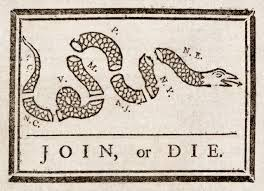 P.
N. E.
M.
V.
N. Y.
N. J.
N. C.
JOIN, or DIE.